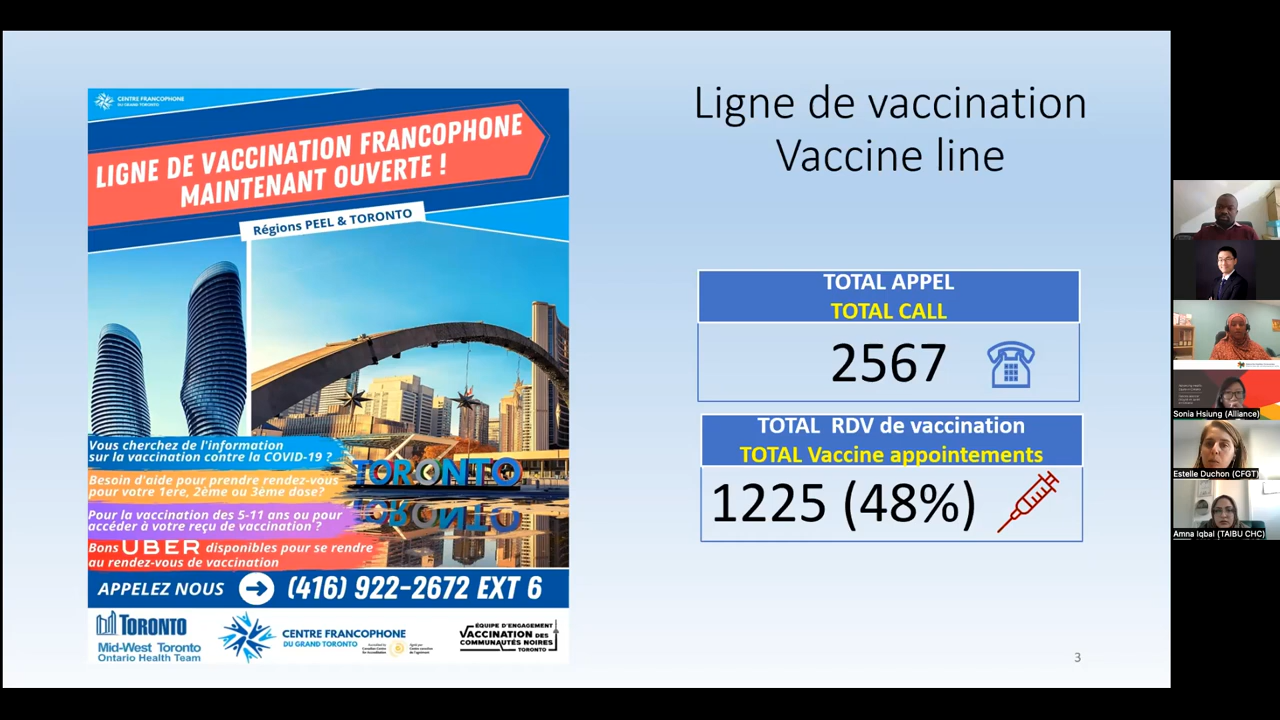 CENTRE FRANCOPHONE
DU GRAND TORONTO
LIGNE DE VACCINATION FRANCOPHONE
MAINTENANT OUVERTE !
Régions PEEL & TORONTO
TORONTO
Vous cherchez de l'information
sur la vaccination contre la COVID-19 ?
Besoin d'aide pour prendre rendez-vous
pour votre 1ere, 2ème ou 3ème dose?
Pour la vaccination des 5-11 ans ou pour
accéder à votre reçu de vaccination ?
Bons UBER disponibles pour se rendre
au rendez-vous de vaccination
APPELEZ NOUS (416) 922-2672 EXT 6
TORONTO
Mid-West Toronto
Ontario Health Team
CENTRE FRANCOPHONE
DU GRAND TORONTO
ÉQUIPE D'ENGAGEMENT
VACCINATION DES
COMMUNAUTÉS NOIRES
TORONTO
Ligne de vaccination
Vaccine line
TOTAL APPEL
TOTAL CALL
2567
TOTAL RDV de vaccination
TOTAL Vaccine appointements
1225 (48%)
3
Sonia Hsiung (Alliance)
Estelle Duchon (CFGT)
Amna Iqbal (TAIBU CHC)